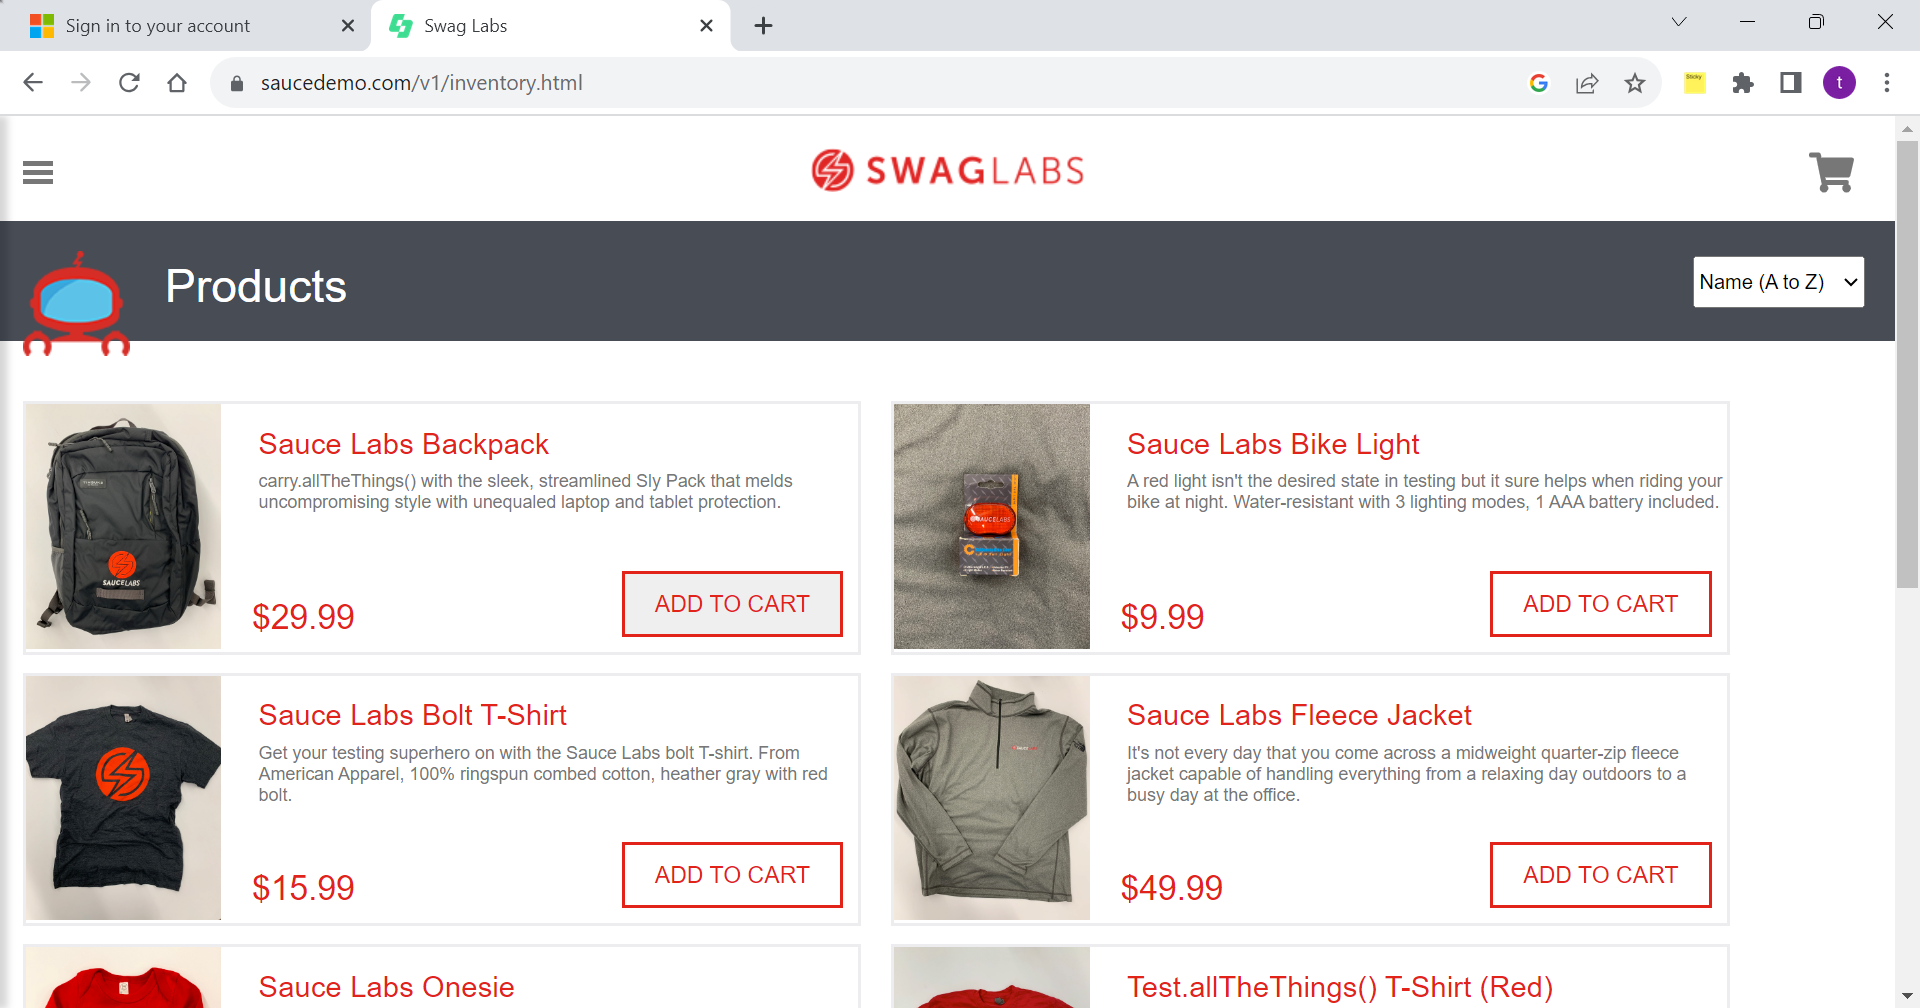 Sign in to your account
Swag Labs
saucedemo.com/v1/inventory.html
Sticky
t
SWAGLABS
Products
Name (A to Z)
Sauce Labs Backpack
carry.allTheThings() with the sleek, streamlined Sly Pack that melds
uncompromising style with unequaled laptop and tablet protection.
SAUCELABS
$29.99
ADD TO CART
Sauce Labs Bike Light
A red light isn't the desired state in testing but it sure helps when riding your
bike at night. Water-resistant with 3 lighting modes, 1 AAA battery included.
SAUCELABS
$9.99
ADD TO CART
Sauce Labs Bolt T-Shirt
Get your testing superhero on with the Sauce Labs bolt T-shirt. From
American Apparel, 100% ringspun combed cotton, heather gray with red
bolt.
$15.99
ADD TO CART
Sauce Labs Fleece Jacket
It's not every day that you come across a midweight quarter-zip fleece
jacket capable of handling everything from a relaxing day outdoors to a
busy day at the office.
$49.99
ADD TO CART
Sauce Labs Onesie
Test.allTheThings() T-Shirt (Red)